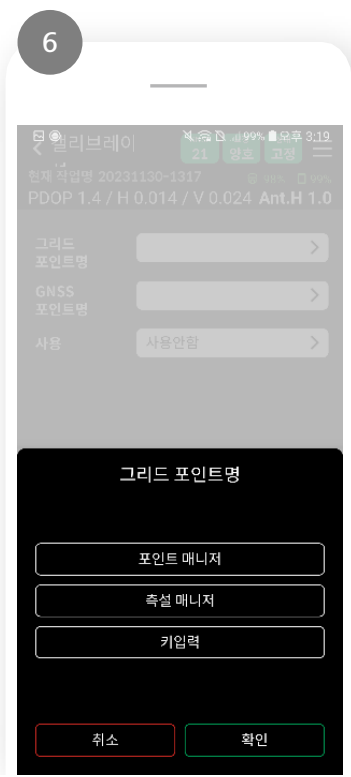 6
99% 오후 3:19
캘리브레이
21 양호 고정
현재 작업명 20231130-1317 98% 99%
PDOP 1.4 / H 0.014 / V 0.024 Ant.H 1.0
그리드
포인트명
GNSS
포인트명
사용 사용안함
그리드 포인트명
포인트 매니저
측설 매니저
키입력
취소 확인